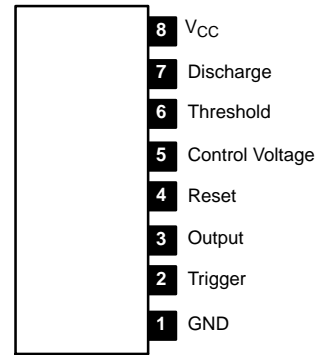 8 VCC
7 Discharge
6 Threshold
5 Control Voltage
4 Reset
3 Output
2 Trigger
1 GND